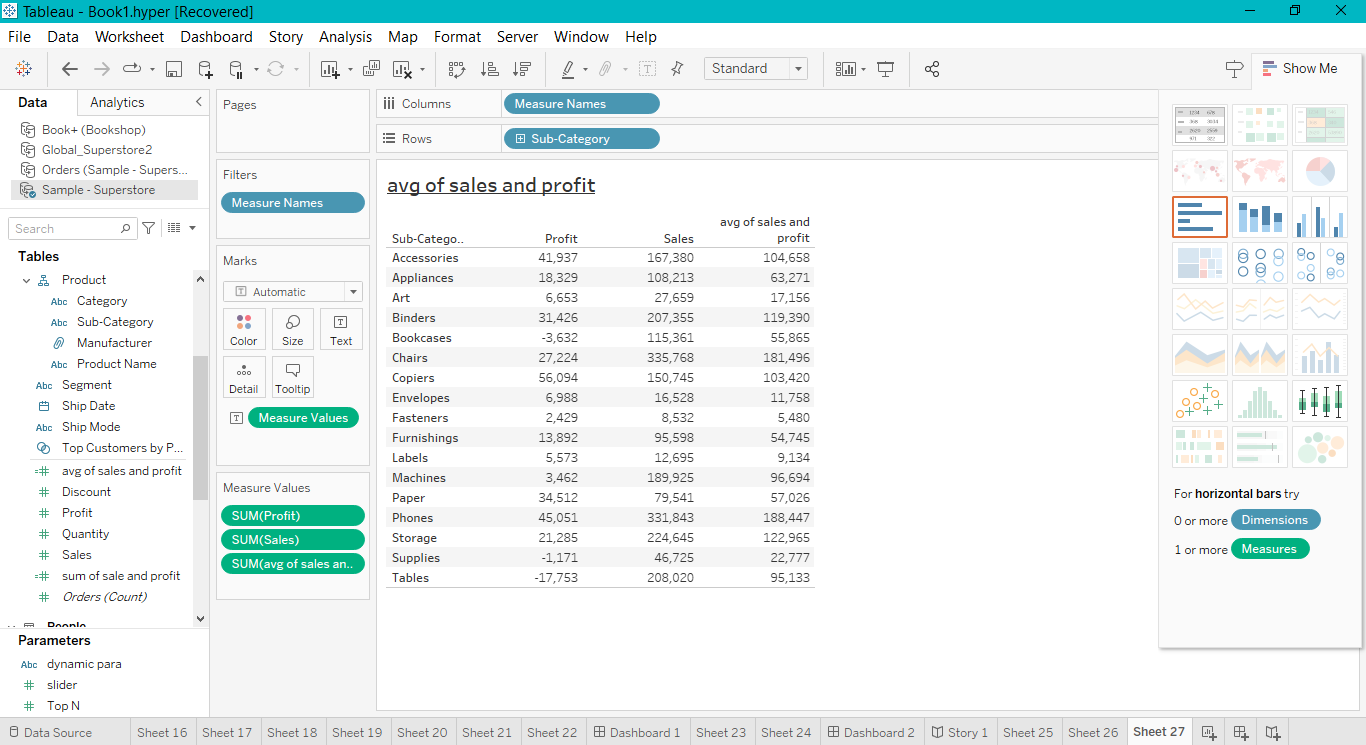 Tableau - Book1.hyper [Recovered]
File Data Worksheet Dashboard Story Analysis Map Format Server Window Help
Standard
Show Me
Data Analytics
Book+ (Bookshop)
Global_Superstore2
Orders (Sample - Supers...
Sample - Superstore
Search
Tables
Product
Abc Category
Abc Sub-Category
Manufacturer
Abc Product Name
Abc Segment
Ship Date
Abc Ship Mode
Top Customers by P...
avg of sales and profit
Discount
Profit
Quantity
Sales
sum of sale and profit
Orders (Count)
People
Parameters
Abc dynamic para
slider
Top N
Pages
Filters
Measure Names
Marks
Automatic
Color Size Text
Detail Tooltip
Measure Values
Measure Values
SUM(Profit)
SUM(Sales)
SUM(avg of sales an..
Columns Measure Names
Rows Sub-Category
avg of sales and profit
avg of sales and
Sub-Catego.. Profit Sales profit
Accessories 41,937 167,380 104,658
Appliances 18,329 108,213 63,271
Art 6,653 27,659 17,156
Binders 31,426 207,355 119,390
Bookcases -3,632 115,361 55,865
Chairs 27,224 335,768 181,496
Copiers 56,094 150,745 103,420
Envelopes 6,988 16,528 11,758
Fasteners 2,429 8,532 5,480
Furnishings 13,892 95,598 54,745
Labels 5,573 12,695 9,134
Machines 3,462 189,925 96,694
Paper 34,512 79,541 57,026
Phones 45,051 331,843 188,447
Storage 21,285 224,645 122,965
Supplies -1,171 46,725 22,777
Tables -17,753 208,020 95,133
For horizontal bars try
0 or more Dimensions
1 or more Measures
Data Source Sheet 16 Sheet 17 Sheet 18 Sheet 19 Sheet 20 Sheet 21 Sheet 22 Dashboard 1 Sheet 23 Sheet 24 Dashboard 2 Story 1 Sheet 25 Sheet 26 Sheet 27